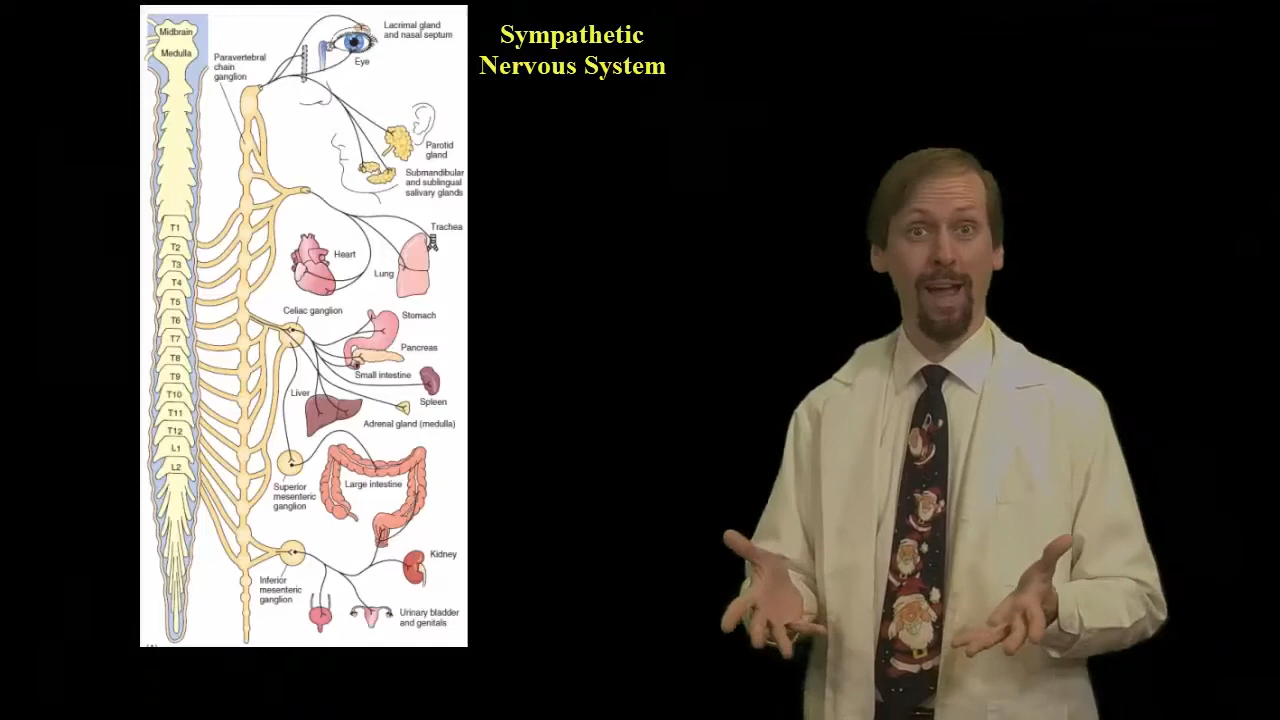 Sympathetic
Nervous System
Midbrain
Medulla
Paravertebral
chain
ganglion
Lacrimal gland
and nasal septum
Eye
Parotid
gland
Submandibular
and sublingual
salivary glands
T1
T2
T3
T4
T5
T6
T7
T8
T9
T10
T11
T12
L1
L2
Trachea
Heart
Lung
Celiac ganglion
Stomach
Pancreas
Small intestine
Liver
Spleen
Adrenal gland (medulla)
Large intestine
Superior
mesenteric
ganglion
Kidney
Inferior
mesenteric
ganglion
Urinary bladder
and genitals